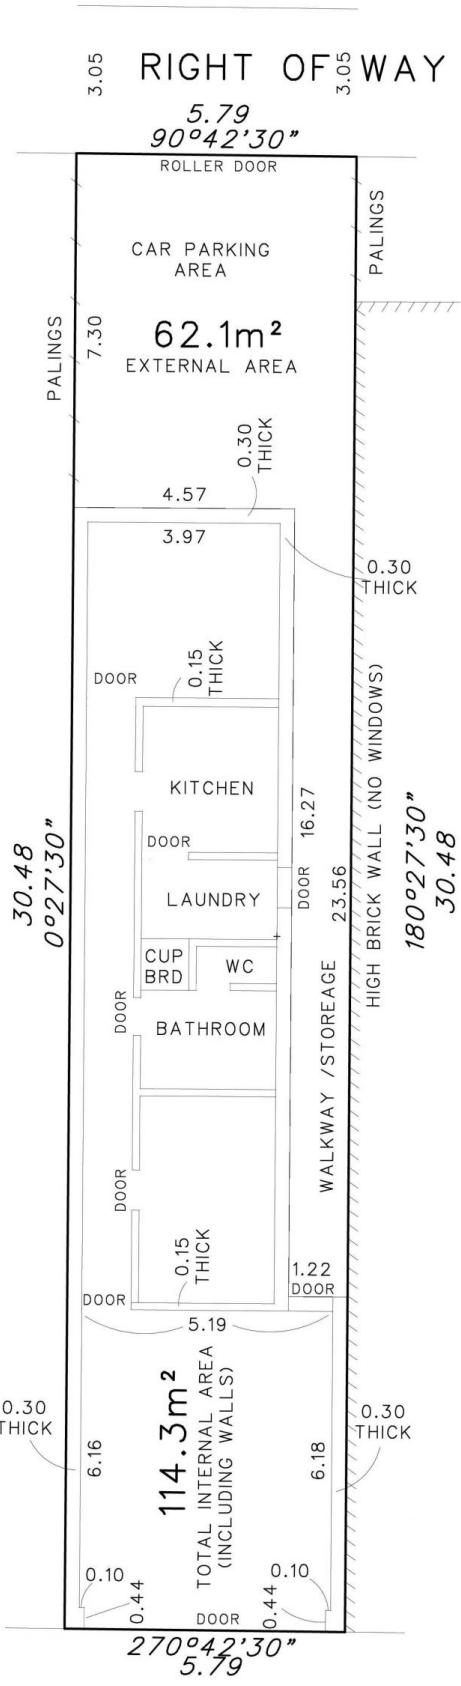 3.05
RIGHT OF WAY
3.05
5.79
90°42'30"
ROLLER DOOR
CAR PARKING
AREA
PALINGS
PALINGS
7.30
62.1m²
EXTERNAL AREA
0.30
THICK
4.57
3.97
0.30
THICK
DOOR
0.15
THICK
KITCHEN
16.27
DOOR
LAUNDRY
DOOR
23.56
HIGH BRICK WALL (NO WINDOWS)
180°27'30"
30.48
30.48
0°27'30"
CUP
BRD
WC
DOOR
BATHROOM
WALKWAY /STOREAGE
DOOR
0.15
THICK
1.22
DOOR
DOOR
5.19
114.3m²
TOTAL INTERNAL AREA
(INCLUDING WALLS)
0.30
THICK
6.16
6.18
0.30
THICK
0.10
0.44
0.10
0.44
DOOR
270°42'30"
5.79